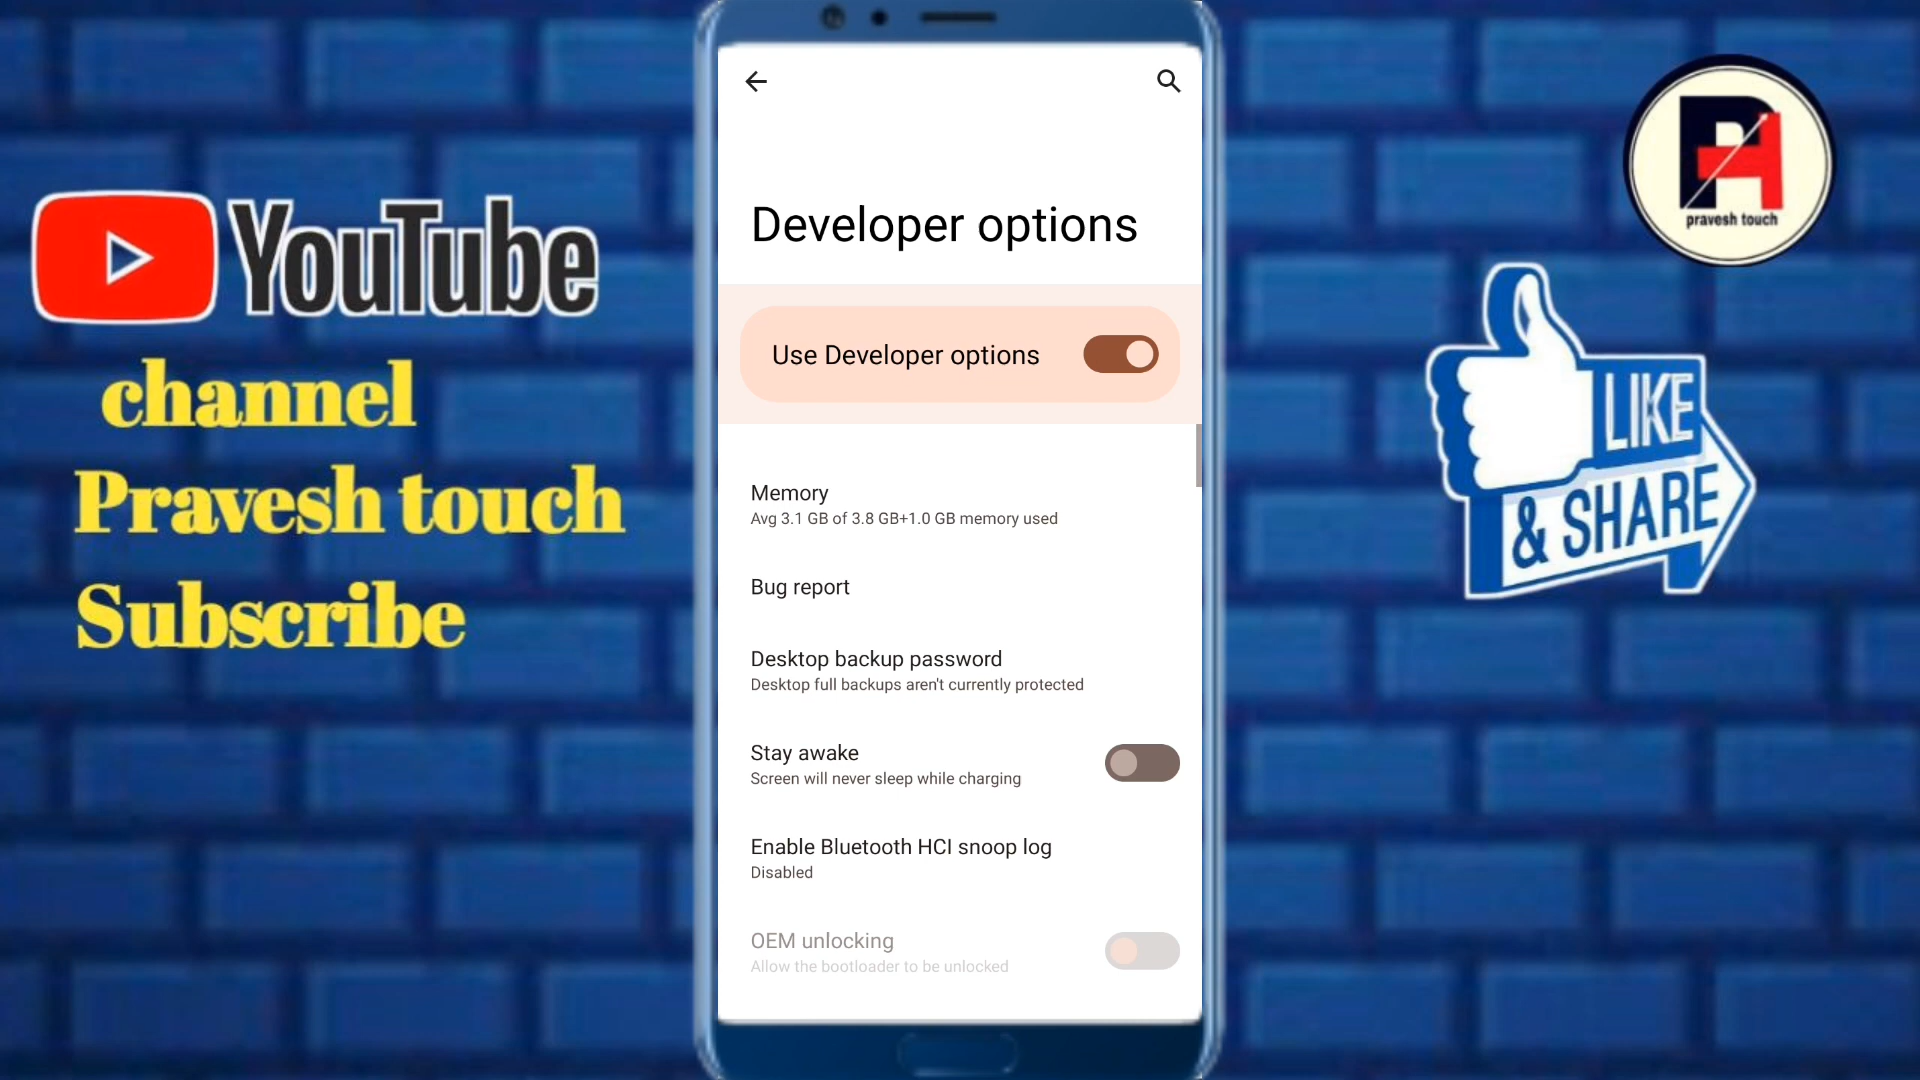 YouTube
channel
Pravesh touch
Subscribe
Developer options
Use Developer options
Memory
Avg 3.1 GB of 3.8 GB+1.0 GB memory used
Bug report
Desktop backup password
Desktop full backups aren't currently protected
Stay awake
Screen will never sleep while charging
Enable Bluetooth HCI snoop log
Disabled
OEM unlocking
Allow the bootloader to be unlocked
pravesh touch
LIKE
& SHARE